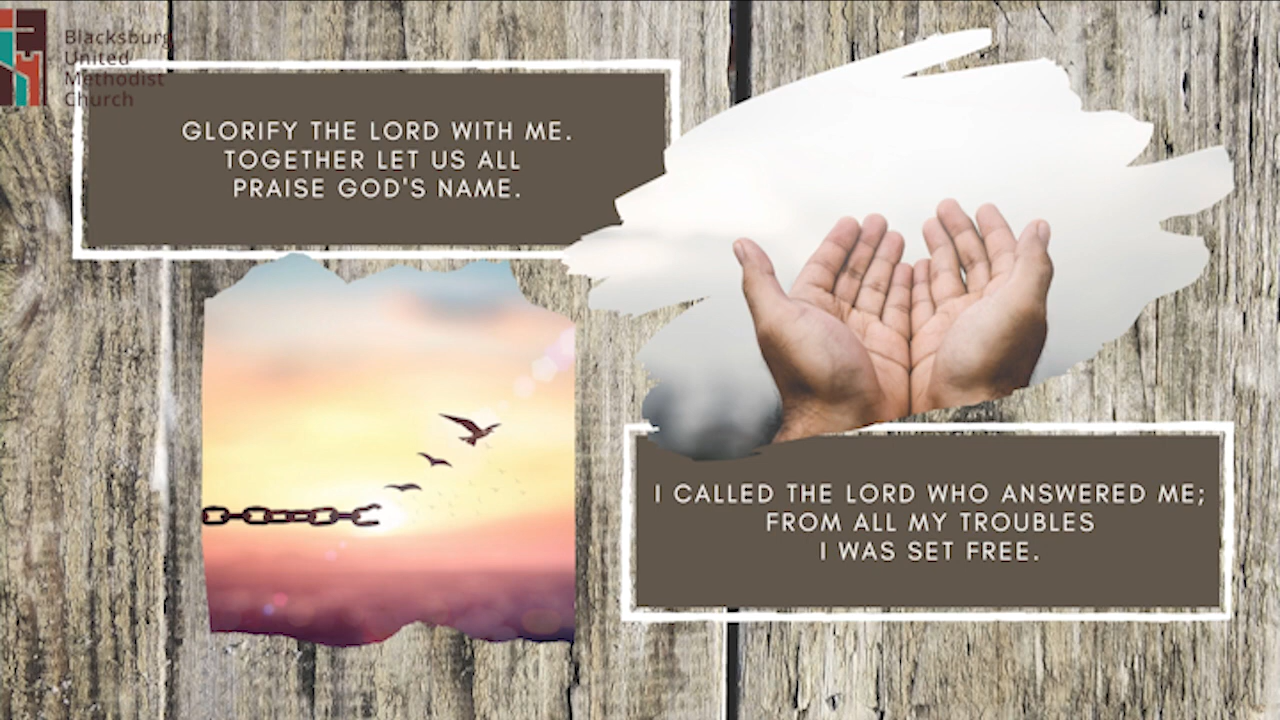 Blacksburg
United
Methodist
Church
GLORIFY THE LORD WITH ME.
TOGETHER LET US ALL
PRAISE GOD'S NAME.
I CALLED THE LORD WHO ANSWERED ME;
FROM ALL MY TROUBLES
I WAS SET FREE.